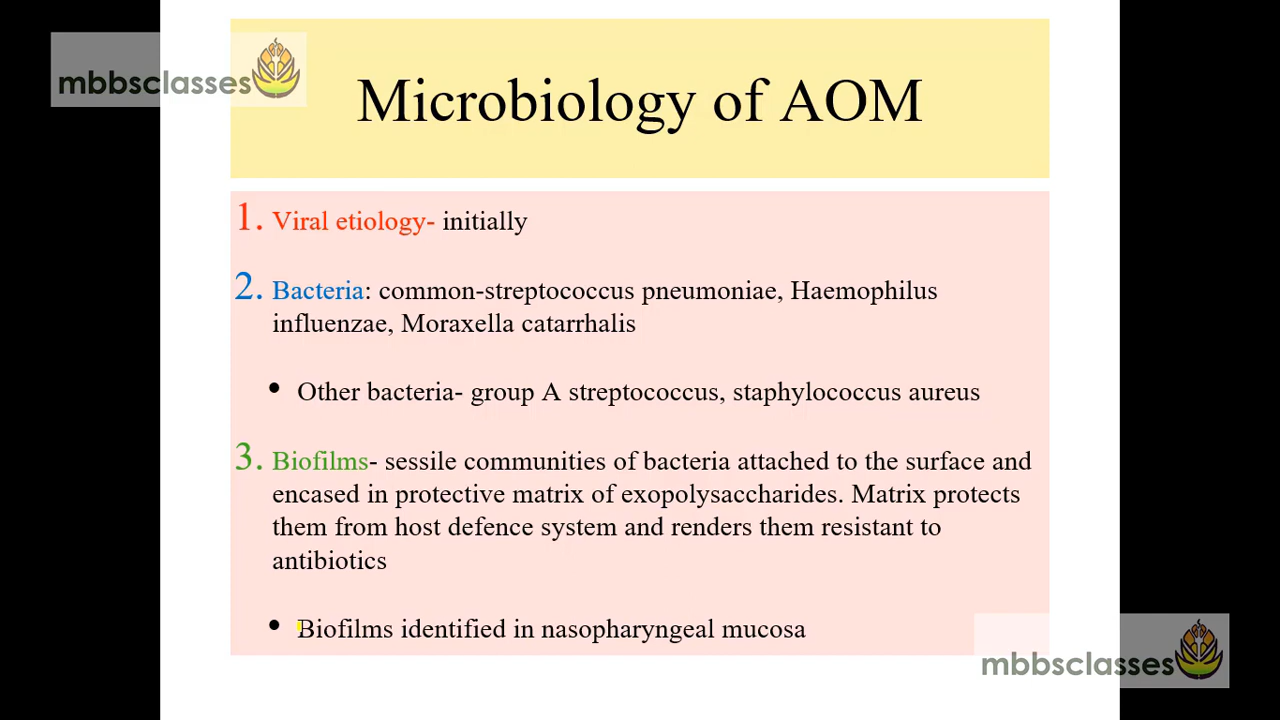 mbbsclasses
Microbiology of AOM
1. Viral etiology- initially
2. Bacteria: common-streptococcus pneumoniae, Haemophilus
influenzae, Moraxella catarrhalis
• Other bacteria- group A streptococcus, staphylococcus aureus
3. Biofilms- sessile communities of bacteria attached to the surface and
encased in protective matrix of exopolysaccharides. Matrix protects
them from host defence system and renders them resistant to
antibiotics
• Biofilms identified in nasopharyngeal mucosa
mbbsclasses